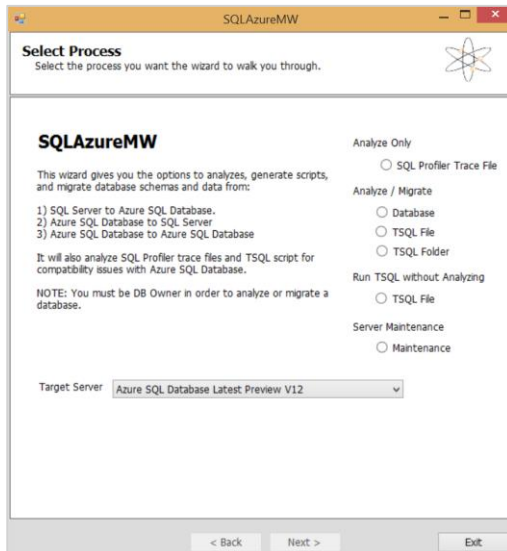 SQLAzureMW
Select Process
Select the process you want the wizard to walk you through.
SQLAzureMW
This wizard gives you the options to analyzes, generate scripts,
and migrate database schemas and data from:
1) SQL Server to Azure SQL Database.
2) Azure SQL Database to SQL Server
3) Azure SQL Database to Azure SQL Database
It will also analyze SQL Profiler trace files and TSQL script for
compatibility issues with Azure SQL Database.
NOTE: You must be DB Owner in order to analyze or migrate a
database.
Analyze Only
SQL Profiler Trace File
Analyze / Migrate
Database
TSQL File
TSQL Folder
Run TSQL without Analyzing
TSQL File
Server Maintenance
Maintenance
Target Server Azure SQL Database Latest Preview V12
< Back Next > Exit